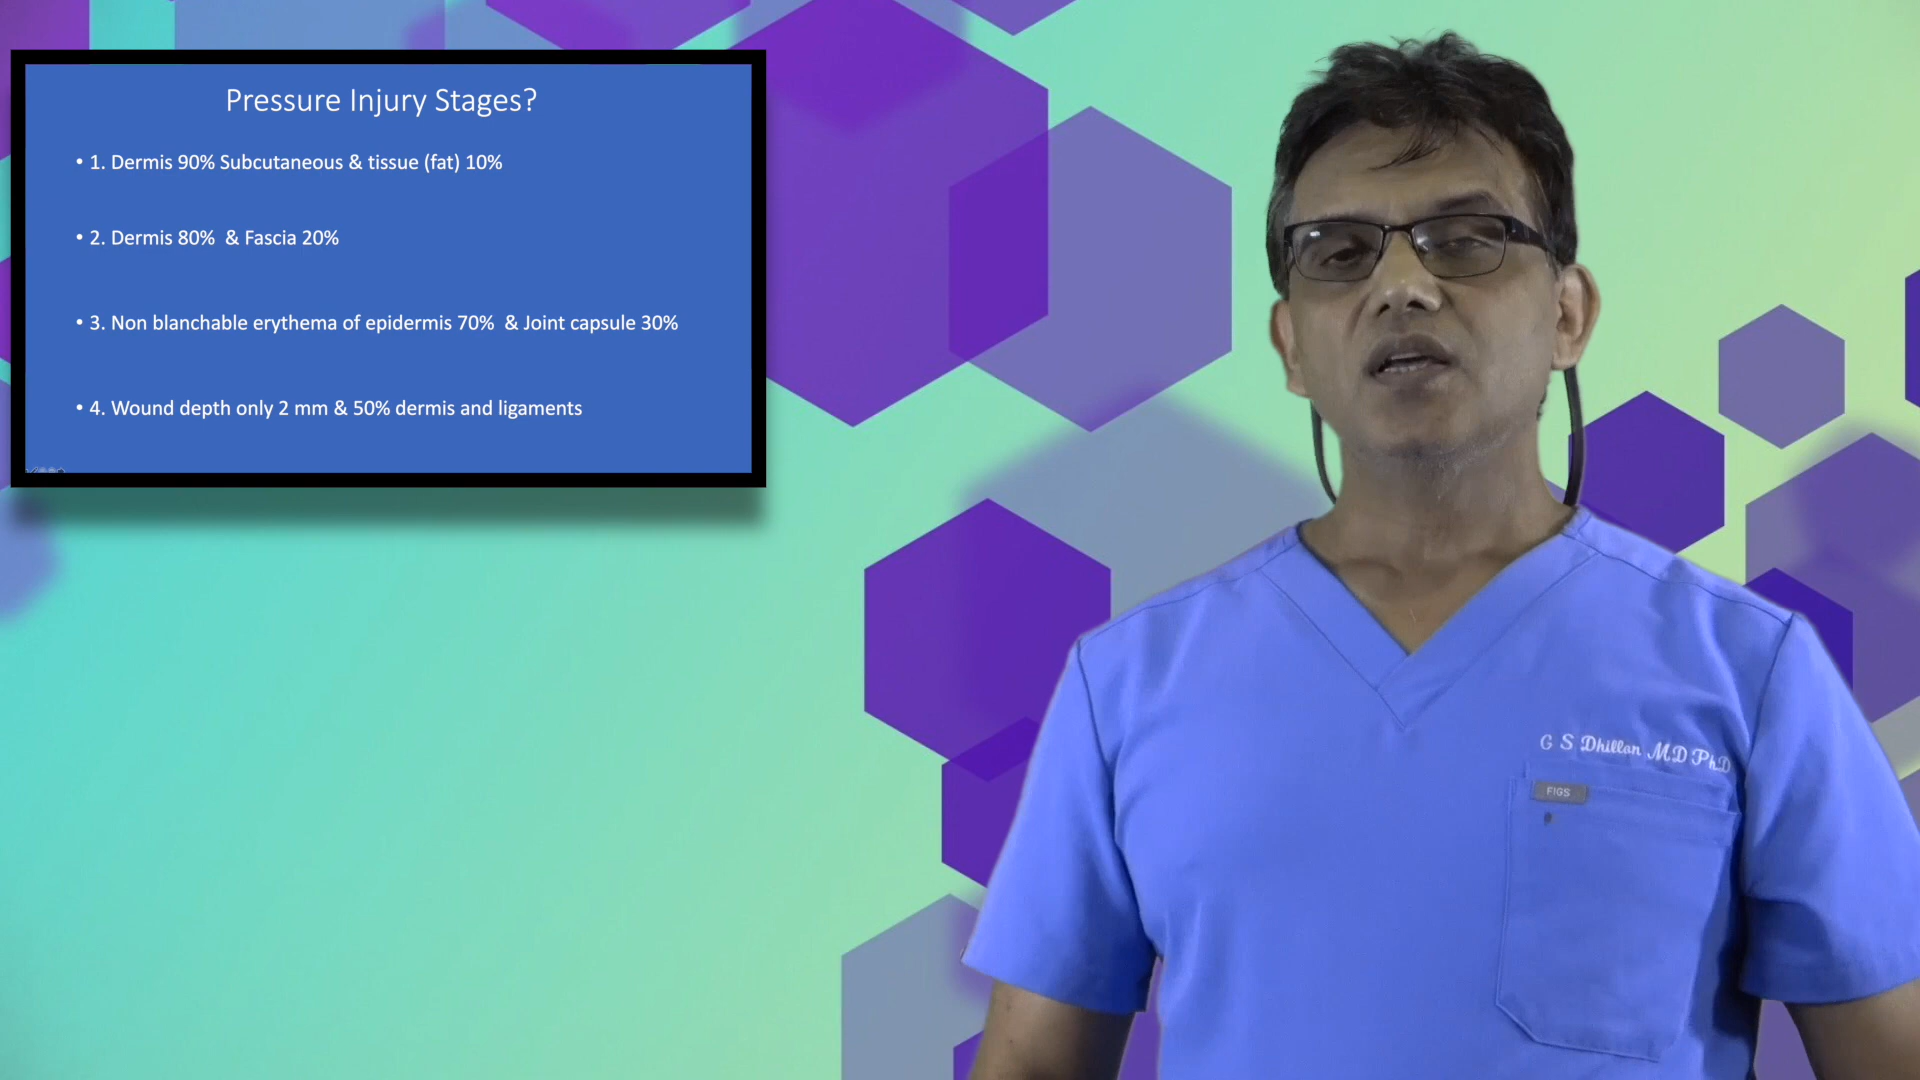 Pressure Injury Stages?
• 1. Dermis 90% Subcutaneous & tissue (fat) 10%
• 2. Dermis 80%  & Fascia 20%
• 3. Non blanchable erythema of epidermis 70%  & Joint capsule 30%
• 4. Wound depth only 2 mm & 50% dermis and ligaments
G S Dhillon MD PhD
FIGS